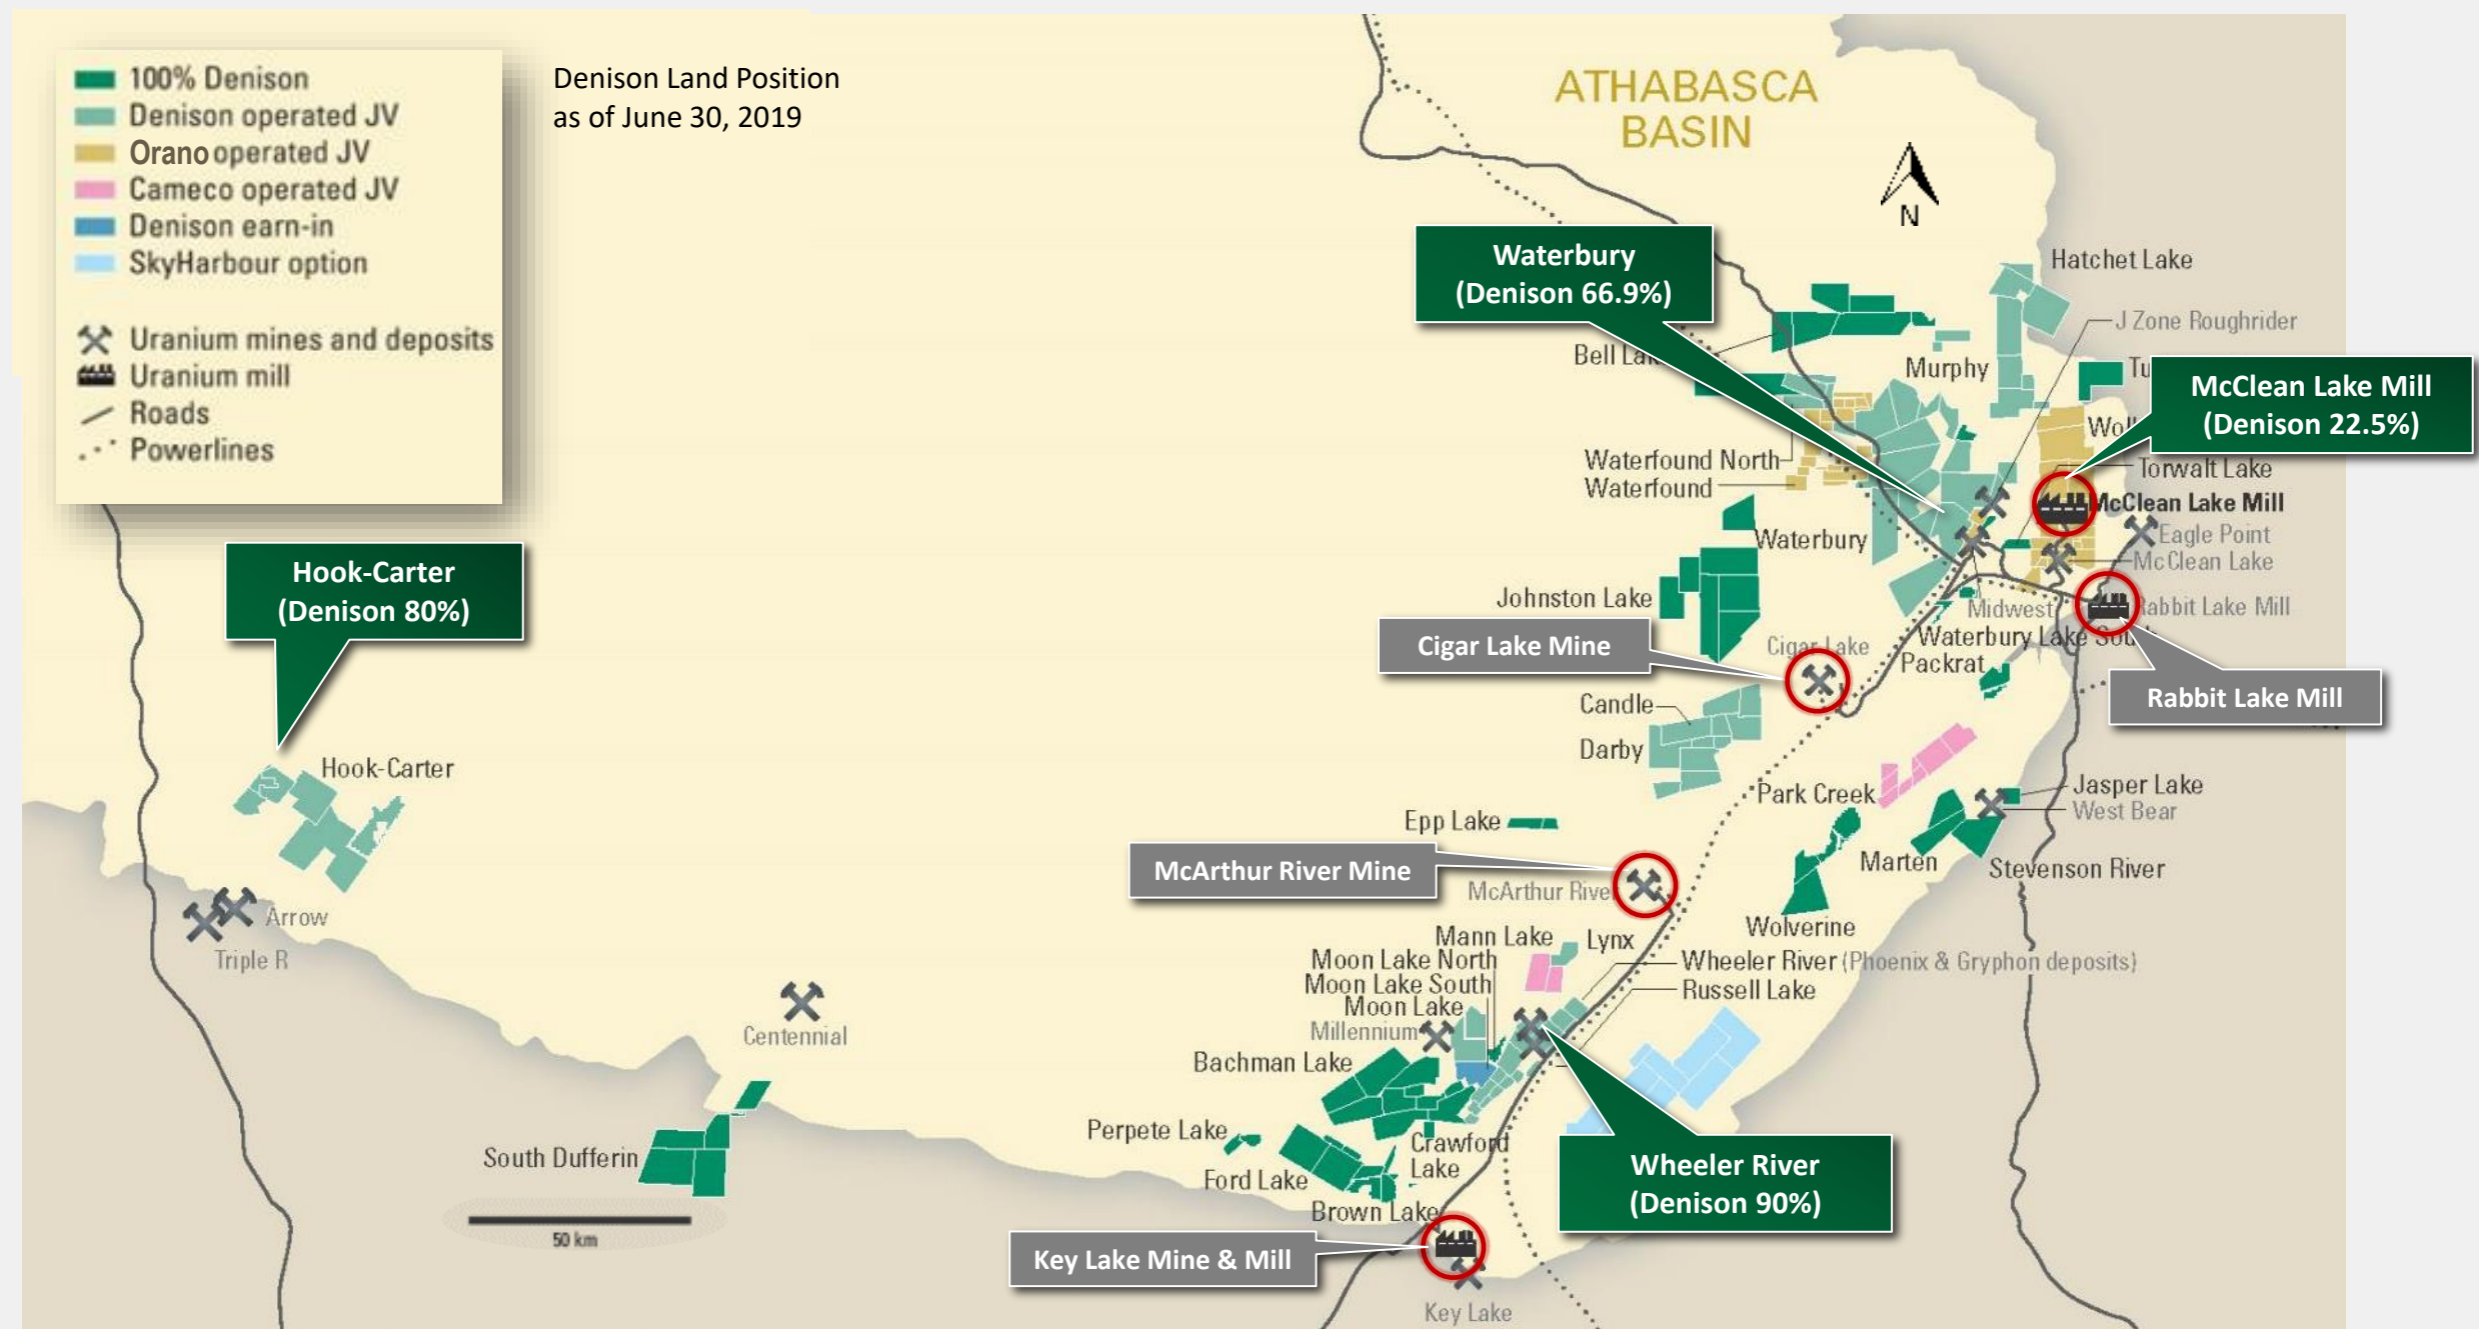 100% Denison
Denison operated JV
Orano operated JV
Cameco operated JV
Denison earn-in
SkyHarbour option
Uranium mines and deposits
Uranium mill
Roads
Powerlines
Denison Land Position
as of June 30, 2019
ATHABASCA
BASIN
N
Waterbury
(Denison 66.9%)
Hatchet Lake
J Zone Roughrider
Bell
Murphy
McClean Lake Mill
(Denison 22.5%)
Waterfound North
Waterfound
Torwalt Lake
McClean Lake Mill
Eagle Point
McClean Lake
Waterbury
Hook-Carter
(Denison 80%)
Johnston Lake
Midwest
Rabbit Lake Mill
Cigar Lake Mine
Cigar Lake
Waterbury Lake
Packrat
Rabbit Lake Mill
Candle
Darby
Hook-Carter
Park Creek
Jasper Lake
West Bear
Epp Lake
McArthur River Mine
Marten
Stevenson River
McArthur
Arrow
Triple R
Wolverine
Mann Lake
Lynx
Moon Lake North
Wheeler River (Phoenix & Gryphon deposits)
Moon Lake South
Russell Lake
Moon Lake
Millennium
Centennial
Bachman Lake
Perpete Lake
Crawford
Lake
South Dufferin
Ford Lake
Wheeler River
(Denison 90%)
Brown Lake
50 km
Key Lake Mine & Mill
Key Lake